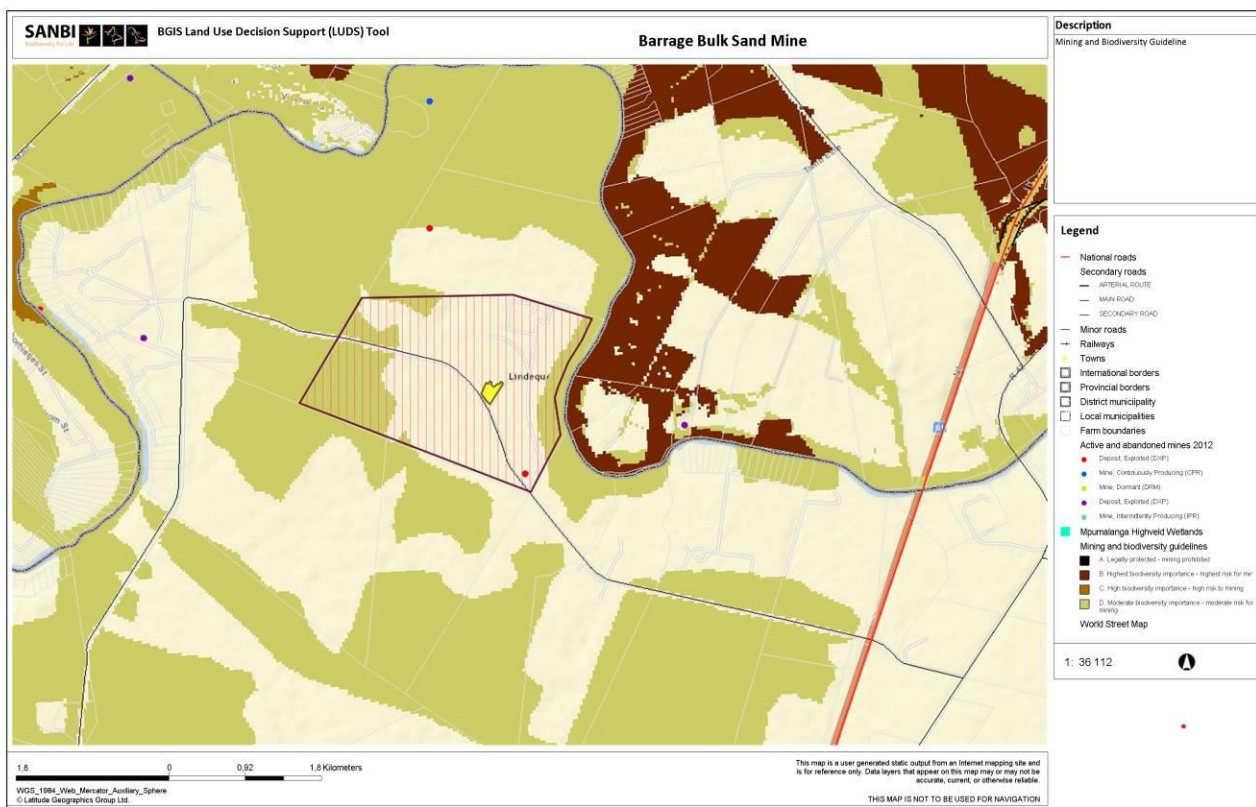 SANBI
Biodiversity for Life
BGIS Land Use Decision Support (LUDS) Tool
Barrage Bulk Sand Mine
Description
Mining and Biodiversity Guideline
Lindeque
N1
R 42
Legend
National roads
Secondary roads
ARTERIAL ROUTE
MAIN ROAD
SECONDARY ROAD
Minor roads
Railways
Towns
International borders
Provincial borders
District municiipality
Local municipalities
Farm boundaries
Active and abandoned mines 2012
Deposit, Exploited (DXP)
Mine, Continuously Producing (CPR)
Mine, Dormant (DRM)
Deposit, Exploited (DXP)
Mine, Intermittently Producing (IPR)
Mpumalanga Highveld Wetlands
Mining and biodiversity guidelines
A. Legally protected - mining prohibited
B. Highest biodiversity importance - highest risk for mir
C. High biodiversity importance - high risk to mining
D. Moderate biodiversity importance - moderate risk for
mining
World Street Map
1: 36 112
1.8 0 0,92 1,8 Kilometers
WGS_1984_Web_Mercator_Auxiliary_Sphere
© Latitude Geographics Group Ltd.
This map is a user generated static output from an Internet mapping site and
is for reference only. Data layers that appear on this map may or may not be
accurate, current, or otherwise reliable.
THIS MAP IS NOT TO BE USED FOR NAVIGATION